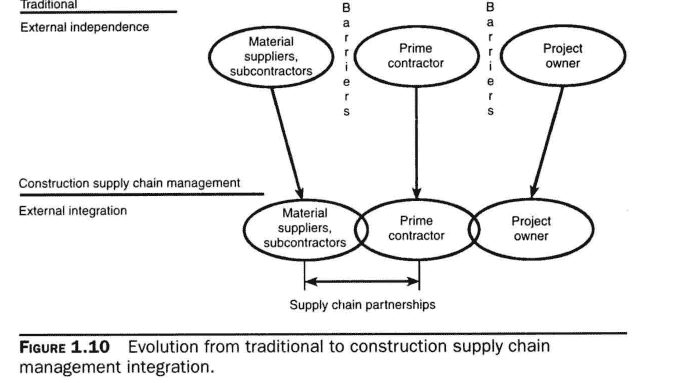 Traditional
External independence
Barriers
Barriers
Material
suppliers,
subcontractors
Prime
contractor
Project
owner
Construction supply chain management
External integration
Material
suppliers,
subcontractors
Prime
contractor
Project
owner
Supply chain partnerships
FIGURE 1.10 Evolution from traditional to construction supply chain
management integration.